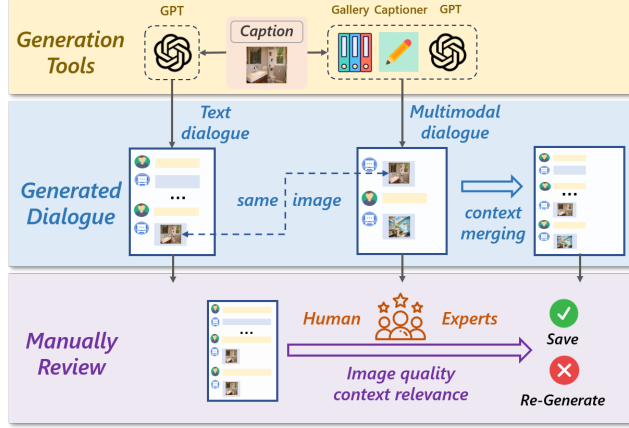 GPT
Caption
Gallery Captioner GPT
Generation
Tools
Text
dialogue
Multimodal
dialogue
Generated
Dialogue
...
same image
...
context
merging
Manually
Review
...
Human Experts
Image quality
context relevance
Save
Re-Generate